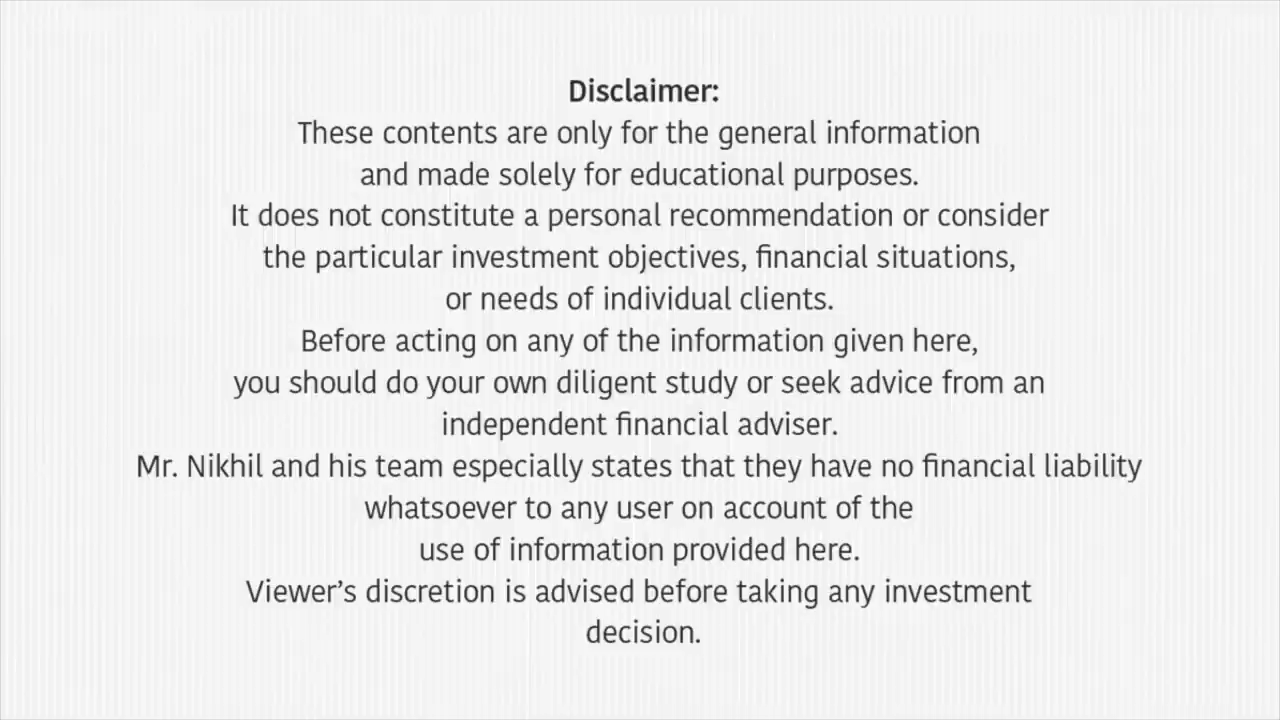 Disclaimer:
These contents are only for the general information
and made solely for educational purposes.
It does not constitute a personal recommendation or consider
the particular investment objectives, financial situations,
or needs of individual clients.
Before acting on any of the information given here,
you should do your own diligent study or seek advice from an
independent financial adviser.
Mr. Nikhil and his team especially states that they have no financial liability
whatsoever to any user on account of the
use of information provided here.
Viewer’s discretion is advised before taking any investment
decision.